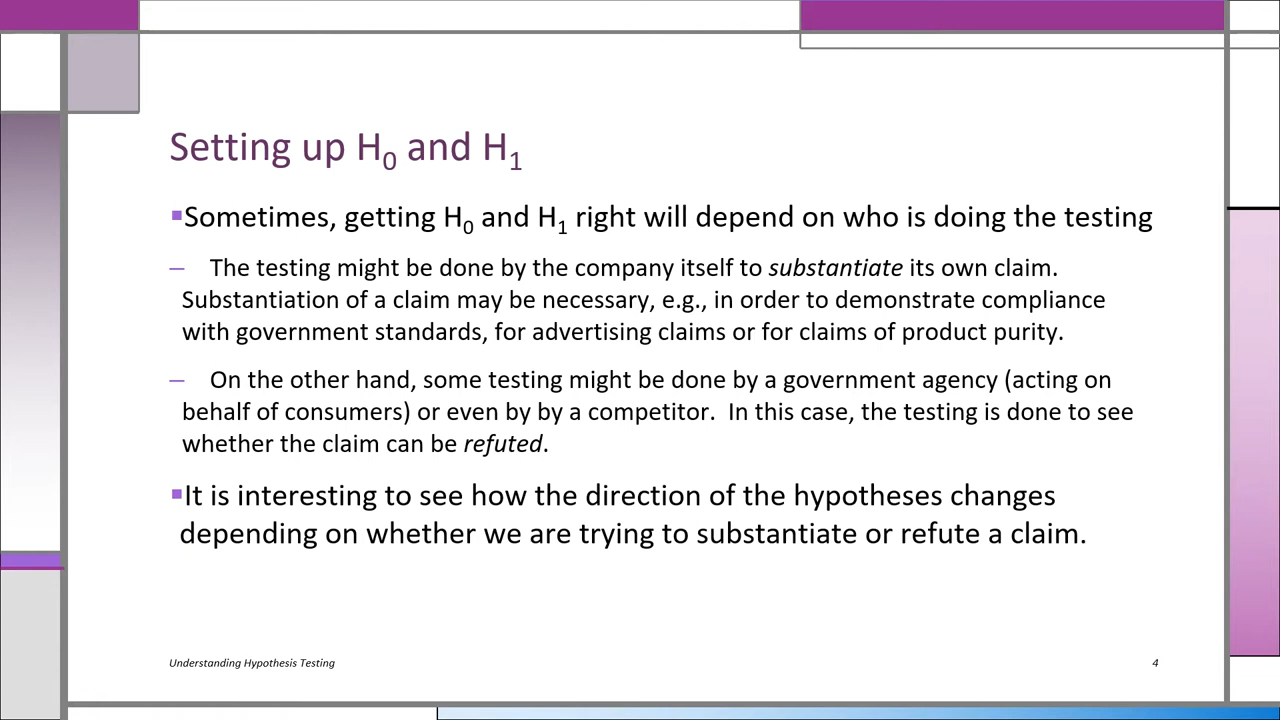 Setting up H₀ and H₁
▪Sometimes, getting H₀ and H₁ right will depend on who is doing the testing
– The testing might be done by the company itself to substantiate its own claim.
Substantiation of a claim may be necessary, e.g., in order to demonstrate compliance
with government standards, for advertising claims or for claims of product purity.
– On the other hand, some testing might be done by a government agency (acting on
behalf of consumers) or even by by a competitor.  In this case, the testing is done to see
whether the claim can be refuted.
▪It is interesting to see how the direction of the hypotheses changes
depending on whether we are trying to substantiate or refute a claim.
Understanding Hypothesis Testing
4